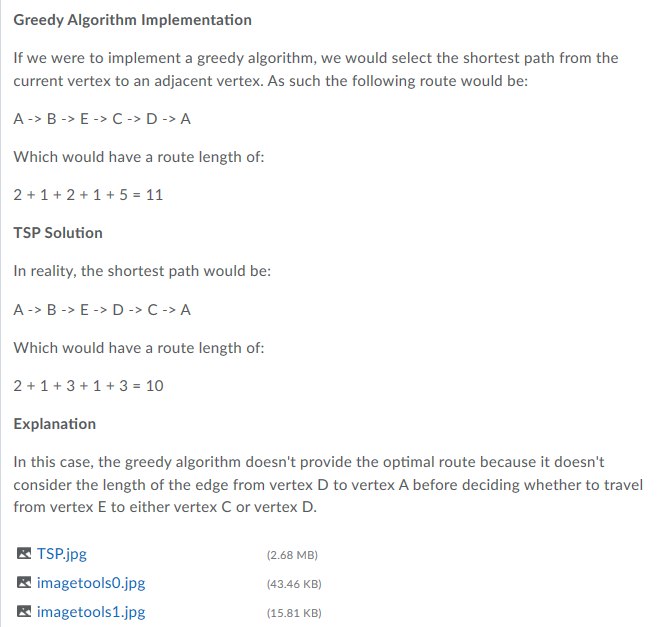 Greedy Algorithm Implementation
If we were to implement a greedy algorithm, we would select the shortest path from the
current vertex to an adjacent vertex. As such the following route would be:
A -> B -> E -> C -> D -> A
Which would have a route length of:
2 + 1 + 2 + 1 + 5 = 11
TSP Solution
In reality, the shortest path would be:
A -> B -> E -> D -> C -> A
Which would have a route length of:
2 + 1 + 3 + 1 + 3 = 10
Explanation
In this case, the greedy algorithm doesn't provide the optimal route because it doesn't
consider the length of the edge from vertex D to vertex A before deciding whether to travel
from vertex E to either vertex C or vertex D.
TSP.jpg (2.68 MB)
imagetools0.jpg (43.46 KB)
imagetools1.jpg (15.81 KB)